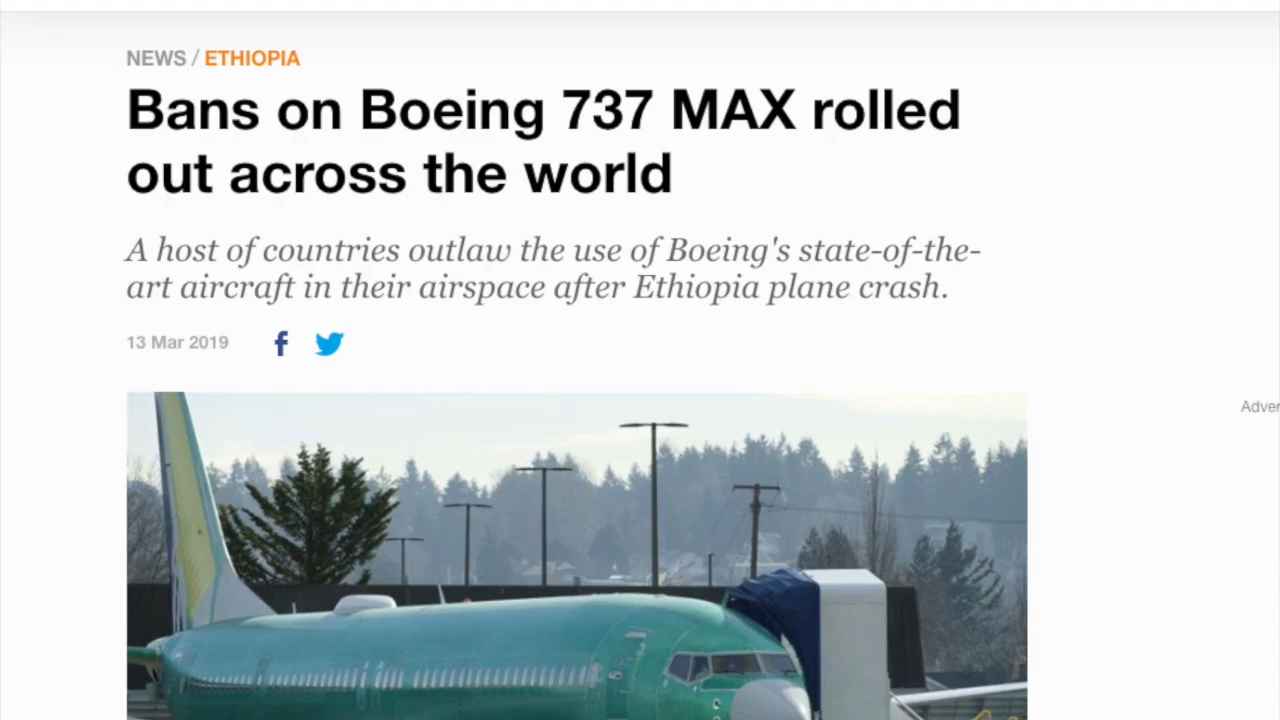 NEWS / ETHIOPIA
Bans on Boeing 737 MAX rolled
out across the world
A host of countries outlaw the use of Boeing's state-of-the-
art aircraft in their airspace after Ethiopia plane crash.
13 Mar 2019
Adver